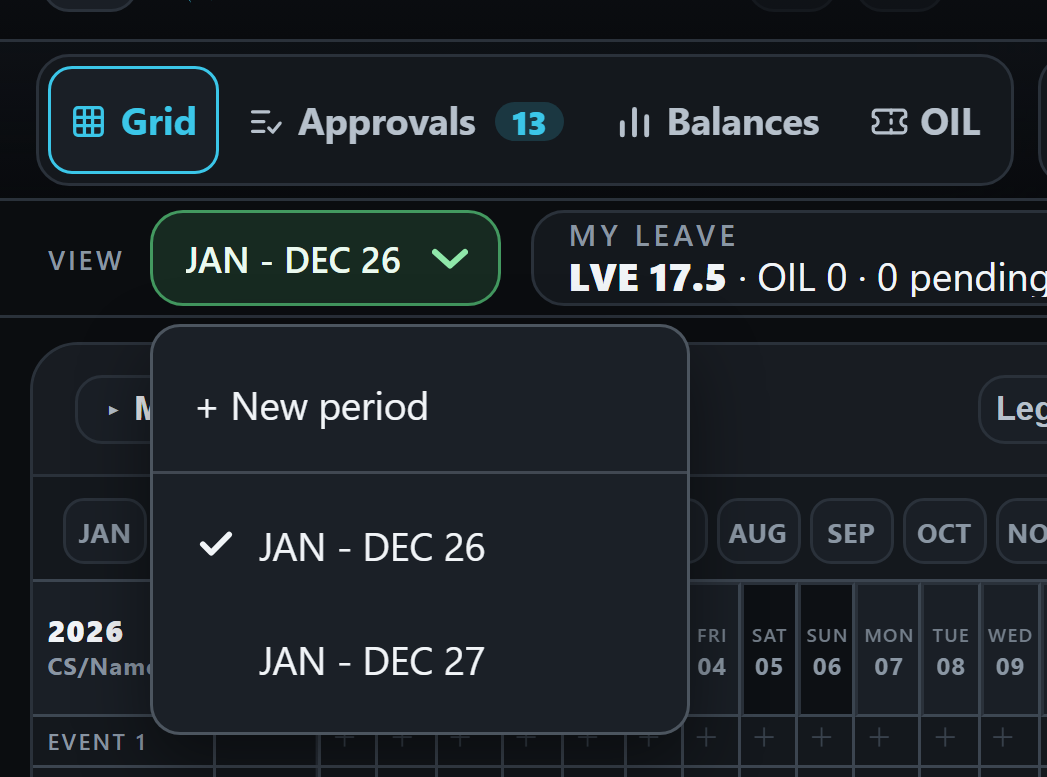 Grid
Approvals 13
Balances
OIL
VIEW
JAN - DEC 26
MY LEAVE
LVE 17.5 · OIL 0 · 0 pending
+ New period
JAN - DEC 26
JAN - DEC 27
JAN AUG SEP OCT
2026
CS/Name
FRI SAT SUN MON TUE WED
04 05 06 07 08 09
EVENT 1
+ + + + + + + + + + + +